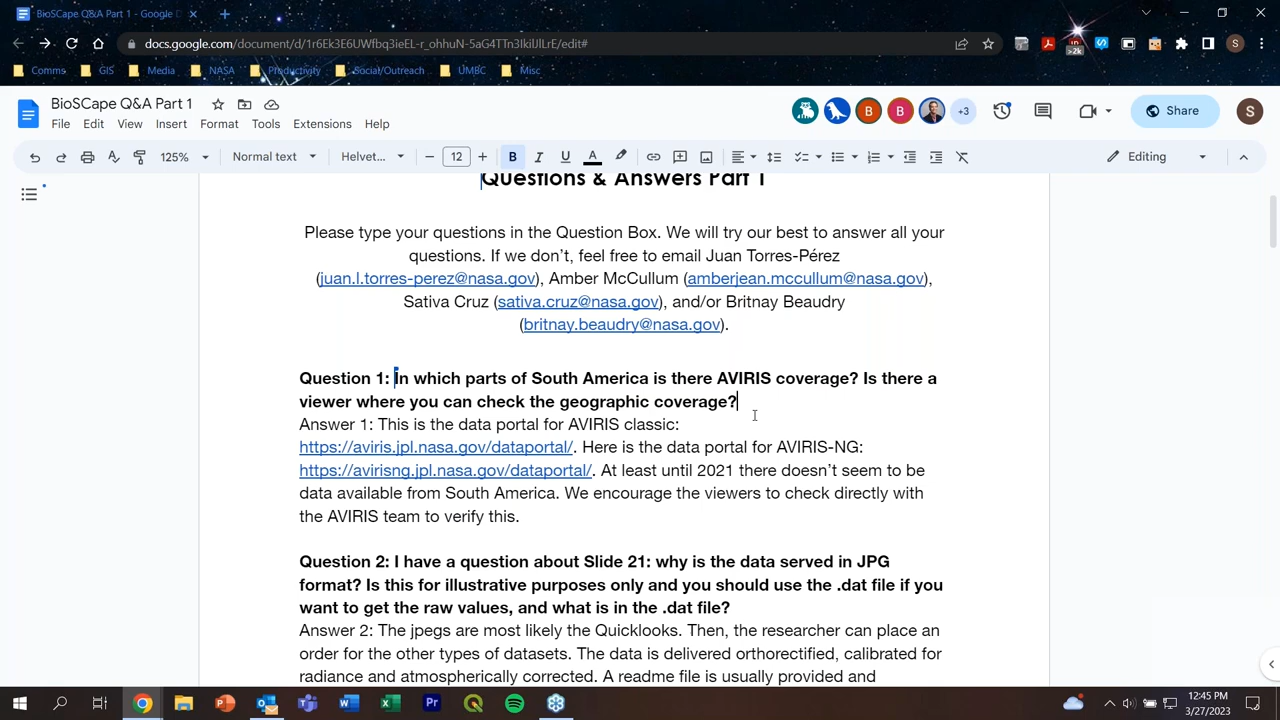 BioSCape Q&A Part 1 - Google D
docs.google.com/document/d/1r6Ek3E6UWfbq3ieEL-r_ohhuN-5aG4TTn3IkiJlLrE/edit#
>2k
S
Comms
GIS
Media
NASA
Productivity
Social/Outreach
UMBC
Misc
BioSCape Q&A Part 1
B
B
+3
Share
S
File
Edit
View
Insert
Format
Tools
Extensions
Help
125%
Normal text
Helvet...
12
B
I
U
A
Editing
Questions & Answers Part 1
Please type your questions in the Question Box. We will try our best to answer all your
questions. If we don't, feel free to email Juan Torres-Pérez
(juan.l.torres-perez@nasa.gov), Amber McCullum (amberjean.mccullum@nasa.gov),
Sativa Cruz (sativa.cruz@nasa.gov), and/or Britnay Beaudry
(britnay.beaudry@nasa.gov).
Question 1: In which parts of South America is there AVIRIS coverage? Is there a
viewer where you can check the geographic coverage?
Answer 1: This is the data portal for AVIRIS classic:
https://aviris.jpl.nasa.gov/dataportal/. Here is the data portal for AVIRIS-NG:
https://avirisng.jpl.nasa.gov/dataportal/. At least until 2021 there doesn't seem to be
data available from South America. We encourage the viewers to check directly with
the AVIRIS team to verify this.
Question 2: I have a question about Slide 21: why is the data served in JPG
format? Is this for illustrative purposes only and you should use the .dat file if you
want to get the raw values, and what is in the .dat file?
Answer 2: The jpegs are most likely the Quicklooks. Then, the researcher can place an
order for the other types of datasets. The data is delivered orthorectified, calibrated for
radiance and atmospherically corrected. A readme file is usually provided and
12:45 PM
3/27/2023